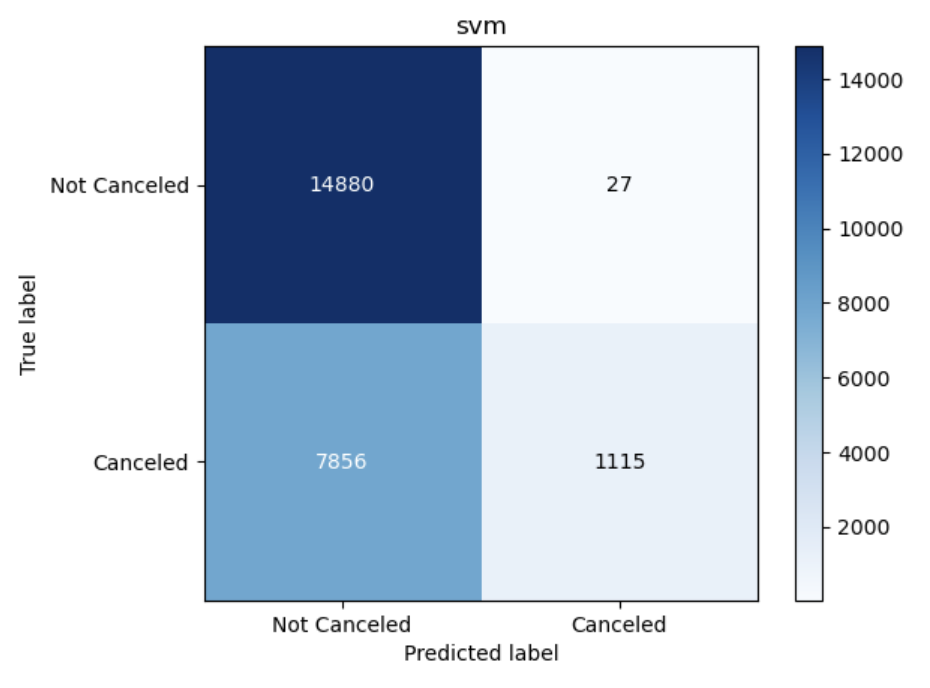 svm
Not Canceled
14880
27
Canceled
7856
1115
Not Canceled
Canceled
Predicted label
True label
14000
12000
10000
8000
6000
4000
2000